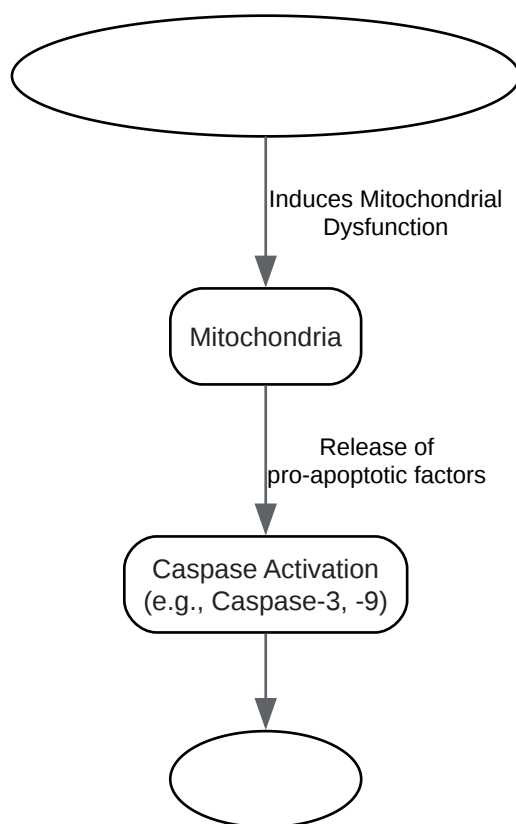 Induces Mitochondrial
Dysfunction
Mitochondria
Release of
pro-apoptotic factors
Caspase Activation
(e.g., Caspase-3, -9)